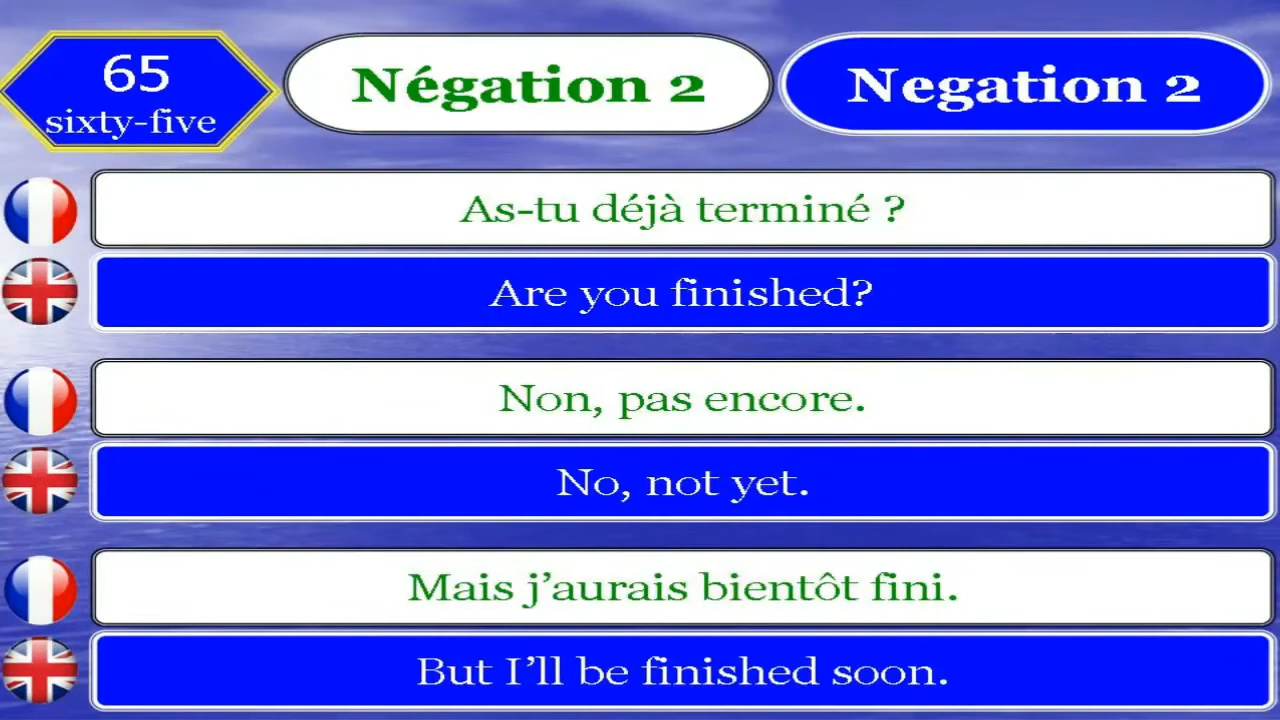 65
sixty-five
Négation 2
Negation 2
As-tu déjà terminé ?
Are you finished?
Non, pas encore.
No, not yet.
Mais j’aurais bientôt fini.
But I’ll be finished soon.